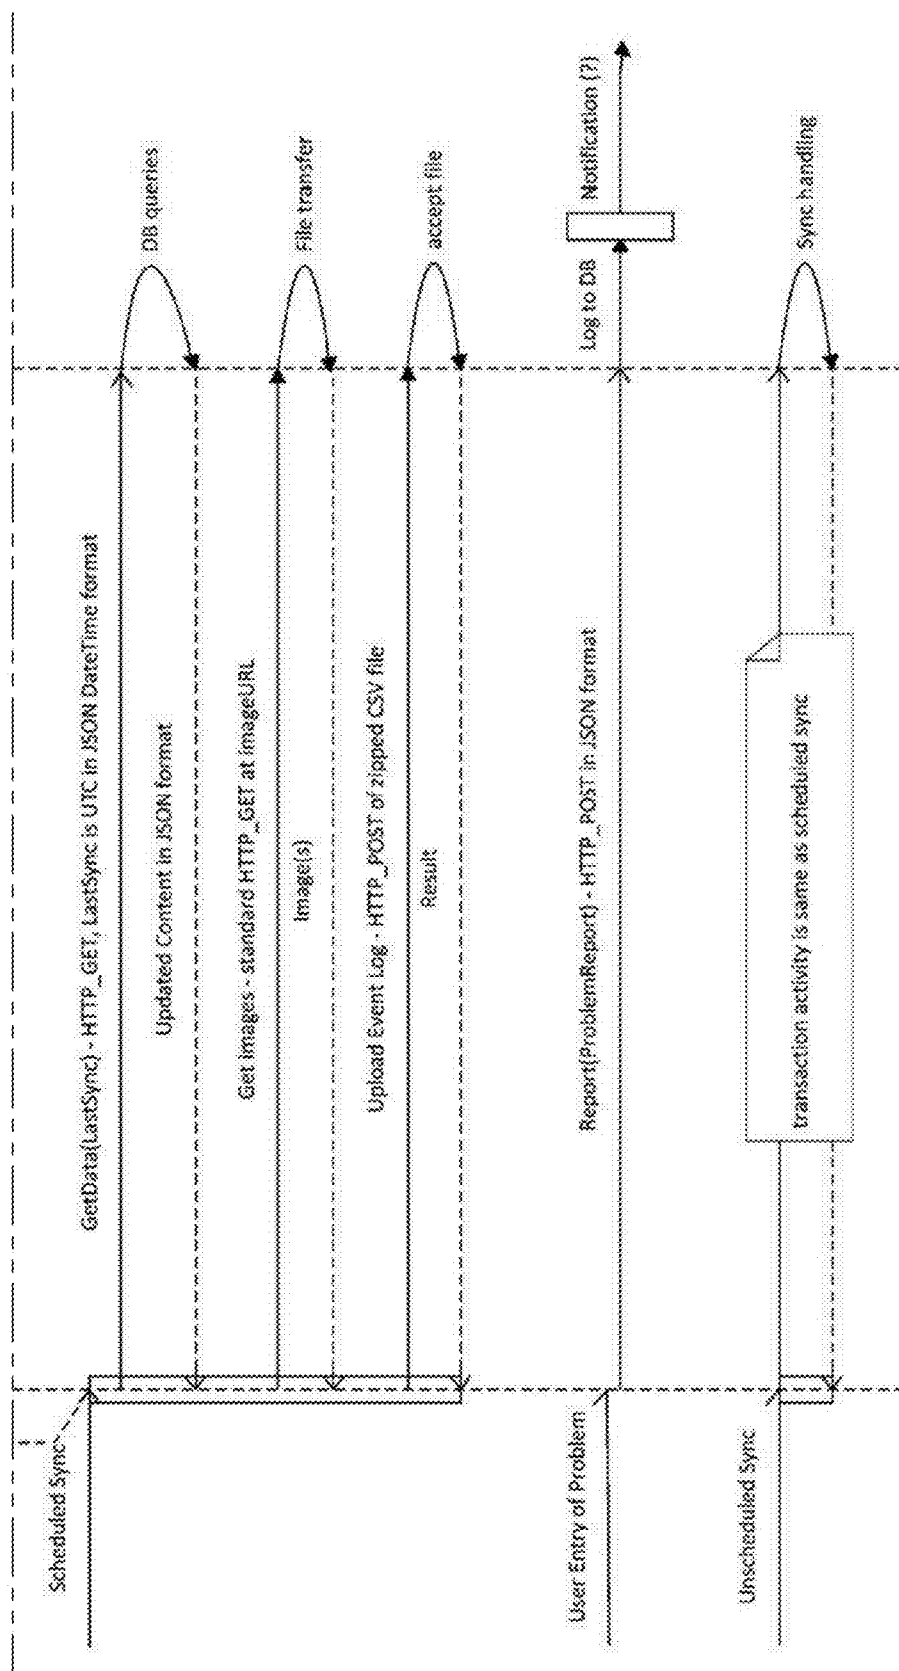 Scheduled Sync
GetData(LastSync) - HTTP_GET, LastSync is UTC in JSON DateTime format
DB queries
Updated Content in JSON format
Get images - standard HTTP_GET at imageURL
File transfer
Image(s)
Upload Event Log - HTTP_POST of zipped CSV file
accept file
Result
User Entry of Problem
Report(ProblemReport) - HTTP_POST in JSON format
Log to DB
Notification (?)
Unscheduled Sync
transaction activity is same as scheduled sync
Sync handling